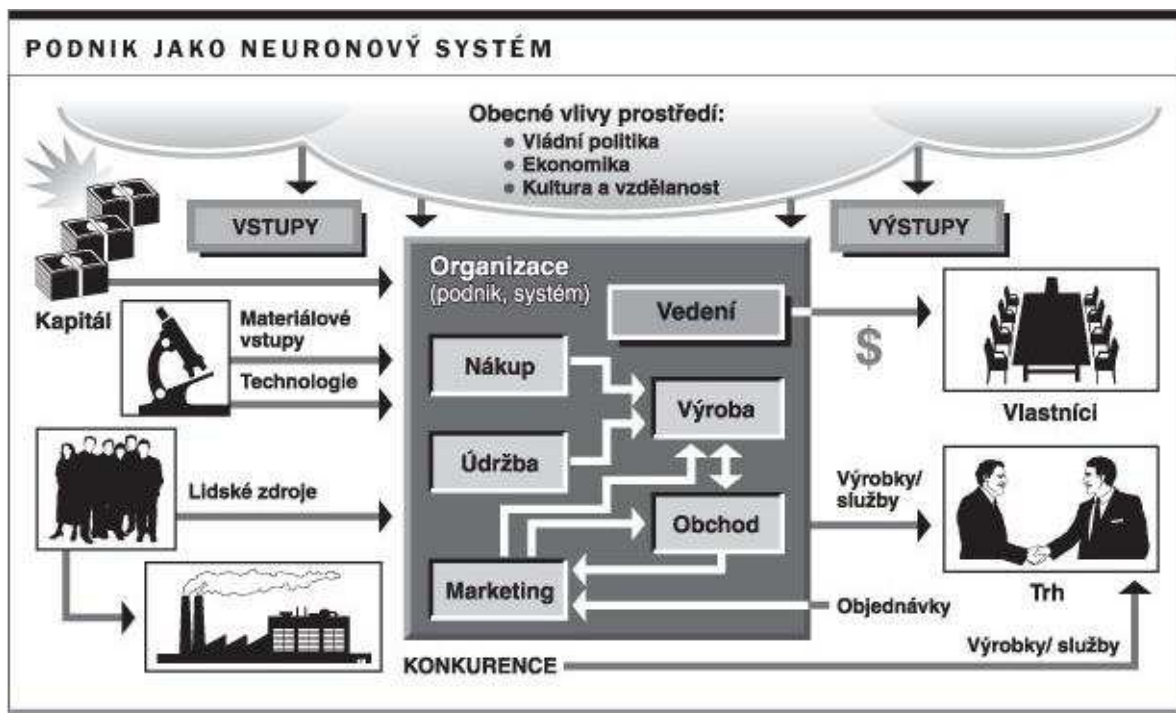 PODNIK JAKO NEURONOVÝ SYSTÉM
Obecné vlivy prostředí:
• Vládní politika
• Ekonomika
• Kultura a vzdělanost
VSTUPY
VÝSTUPY
Organizace
(podnik, systém)
Vedení
Kapitál
Materiálové
vstupy
Technologie
Nákup
Výroba
$
Vlastníci
Údržba
Lidské zdroje
Obchod
Výrobky/
služby
Marketing
Trh
Objednávky
KONKURENCE
Výrobky/ služby